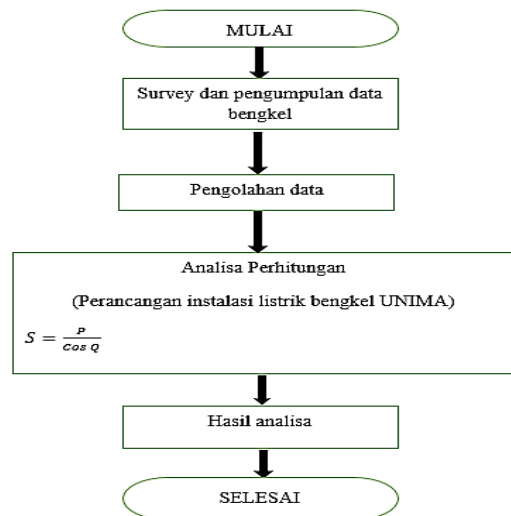 MULAI
Survey dan pengumpulan data
bengkel
Pengolahan data
Analisa Perhitungan
(Perancangan instalasi listrik bengkel UNIMA)
S = P / Cos Q
Hasil analisa
SELESAI